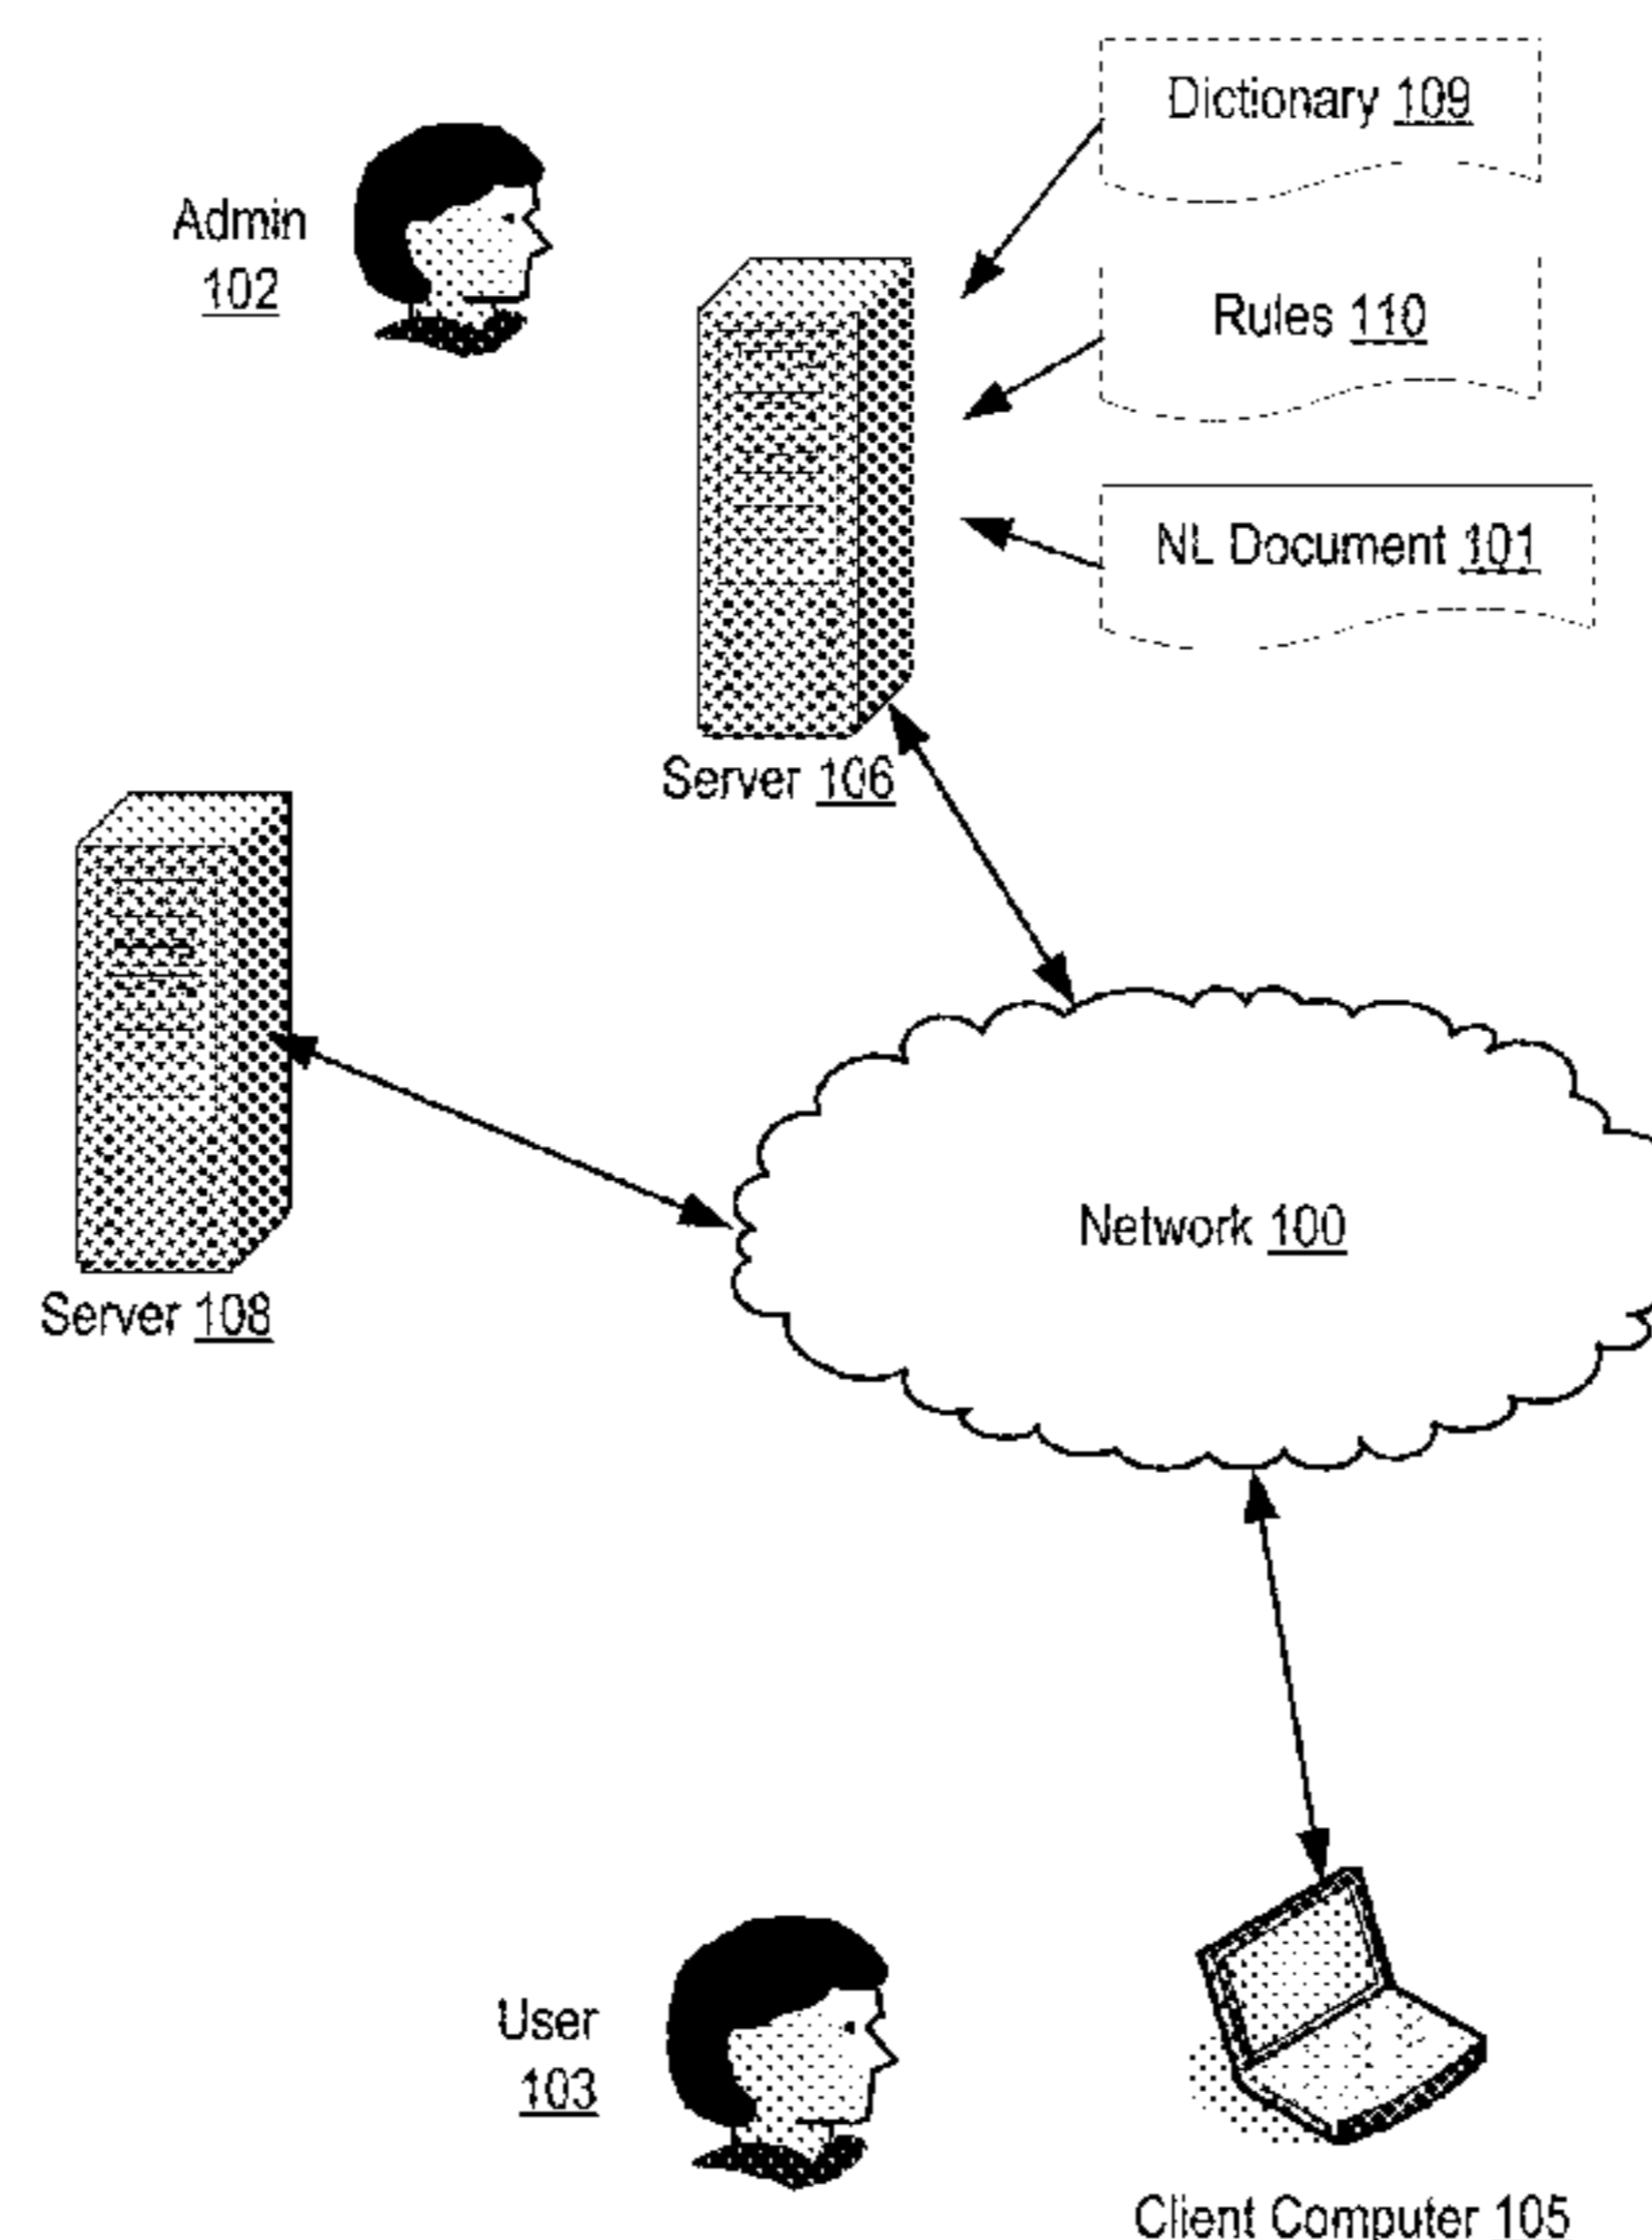 Dictionary 109
Admin
102
Rules 110
NL Document 101
Server 106
Network 100
Server 108
User
103
Client Computer 105